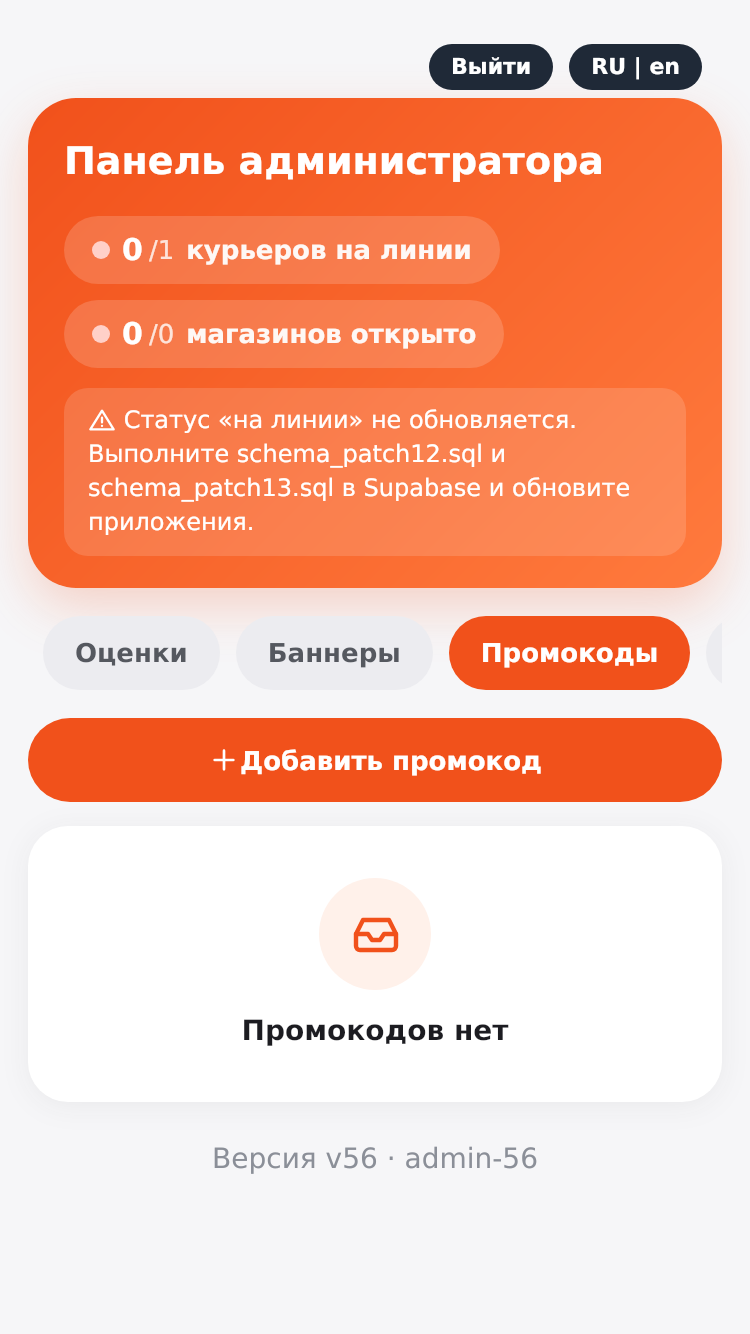 Выйти
RU | en
Панель администратора
0 /1 курьеров на линии
0 /0 магазинов открыто
Статус «на линии» не обновляется.
Выполните schema_patch12.sql и
schema_patch13.sql в Supabase и обновите
приложения.
Оценки
Баннеры
Промокоды
+ Добавить промокод
Промокодов нет
Версия v56 · admin-56